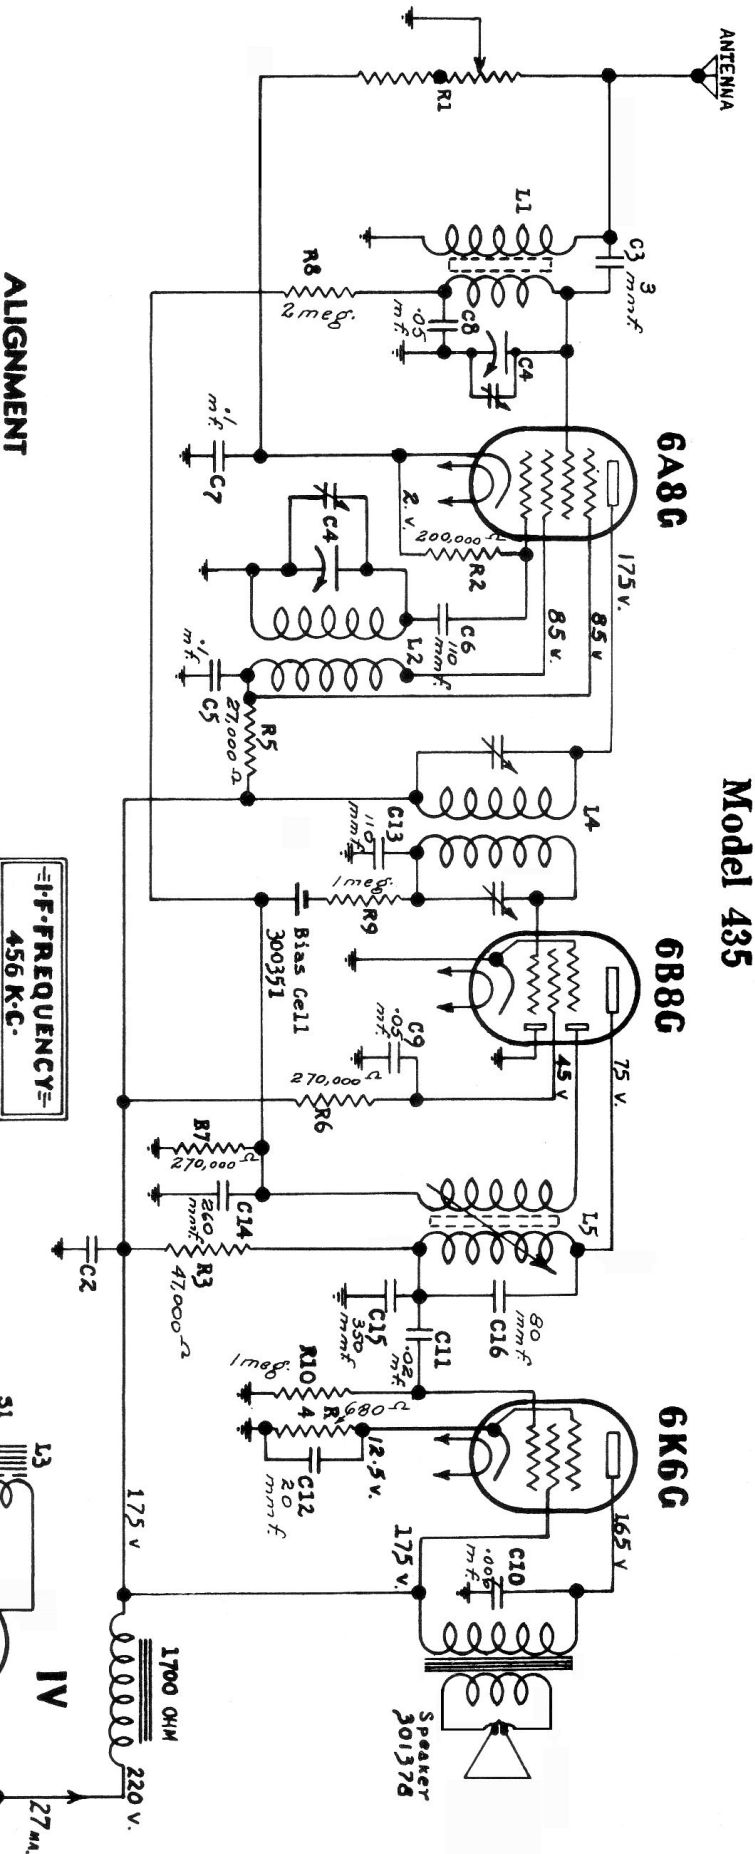 Model 435
6A8G
6B8G
6K6G
ANTENNA
R1
L1
C3
3
mmf.
R8
2 meg.
C8
.05
mf.
C4
.1
mf.
C7
2 v.
200,000 Ω
R2
C4
C6
110
mmf.
L2
175 v.
85 v
85 v.
.1
mf.
C5
R5
27,000 Ω
L4
C13
110
mmf.
1 meg.
R9
Bias Cell
300351
C9
.05
mf.
270,000 Ω
R6
45 v
75 v.
R7
270,000 Ω
C14
260
mmf.
L5
R3
47,000 Ω
C2
C16
80
mmf.
C15
350
mmf.
C11
.02
mf.
R10
1 meg.
R
4
680 Ω
12.5 v.
C12
20
mmf.
165 v
175 v.
C10
.006
mf.
Speaker
301378
175 v
1700 OHM
220 v.
27 MA.
1V
L3
S1
ALIGNMENT
=I·F·FREQUENCY=
456 K·C·